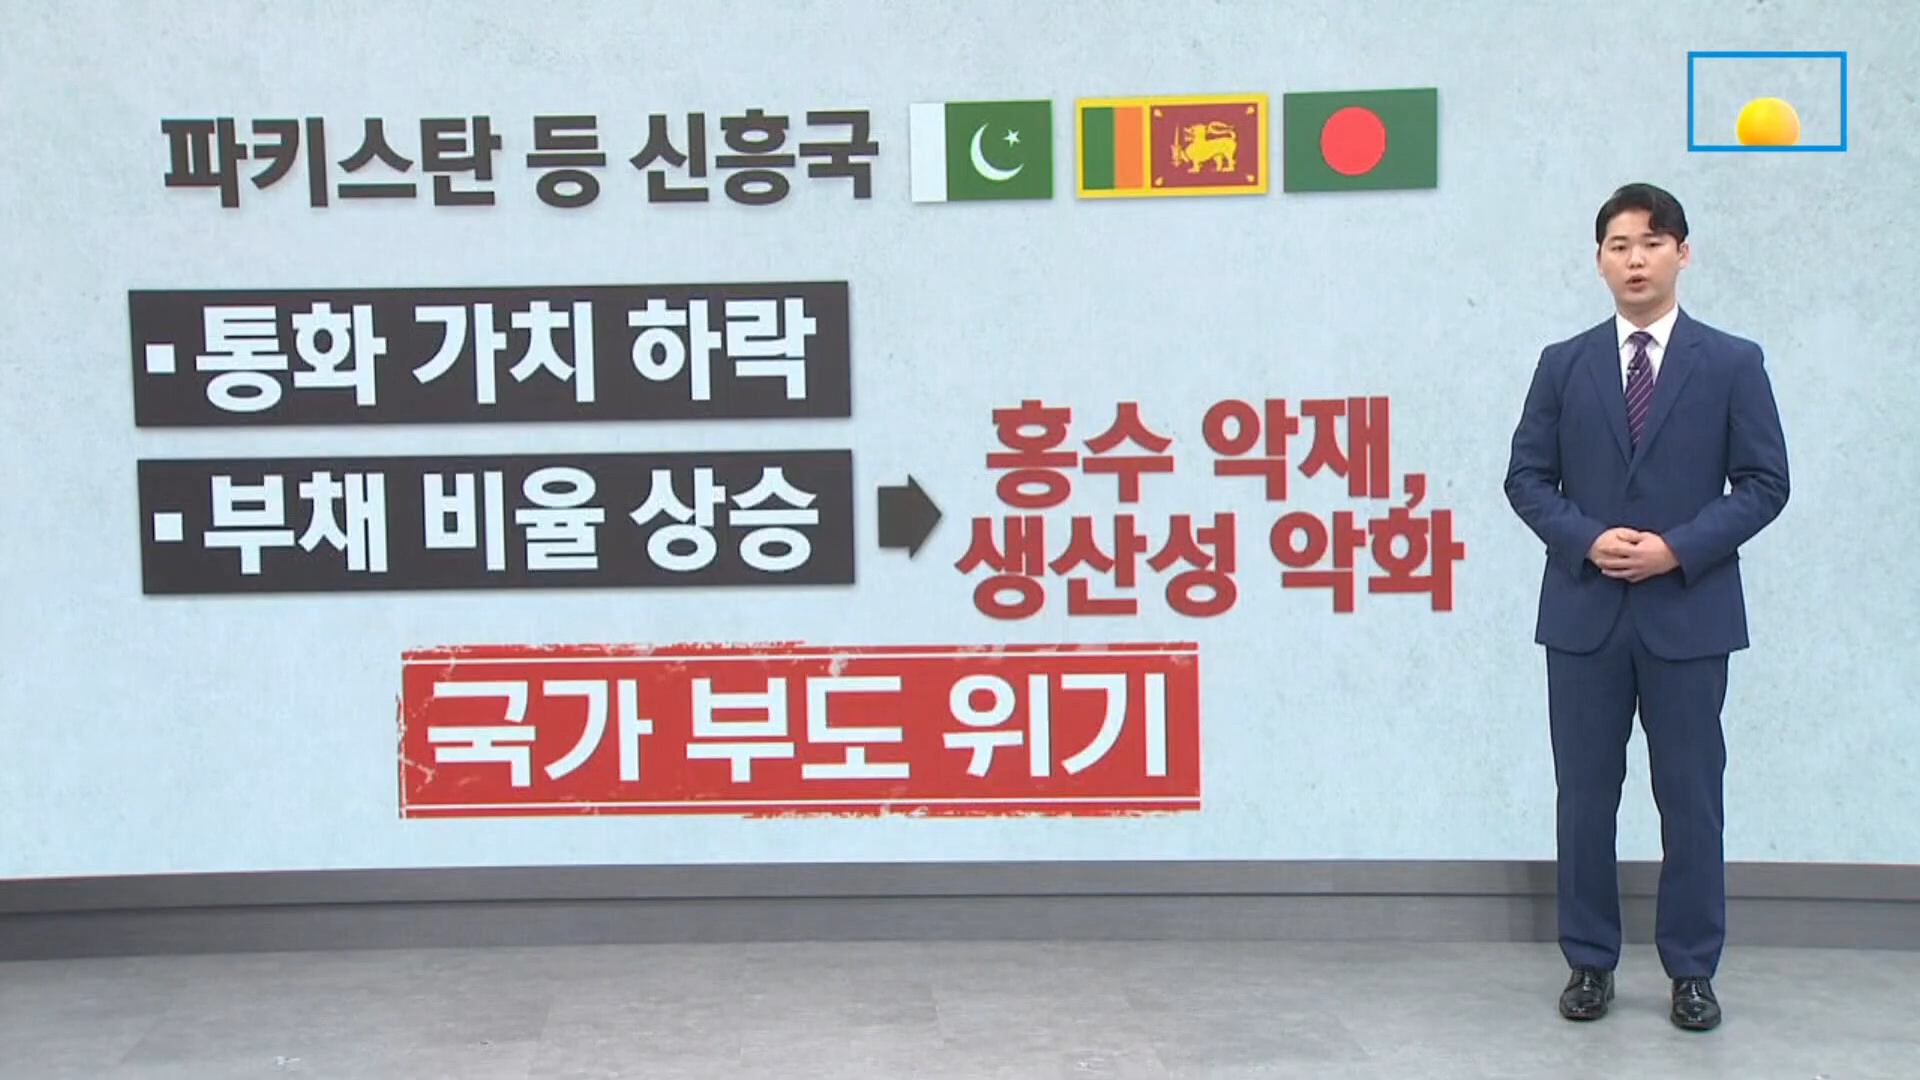 파키스탄 등 신흥국
▪ 통화 가치 하락
▪ 부채 비율 상승
홍수 악재,
생산성 악화
국가 부도 위기